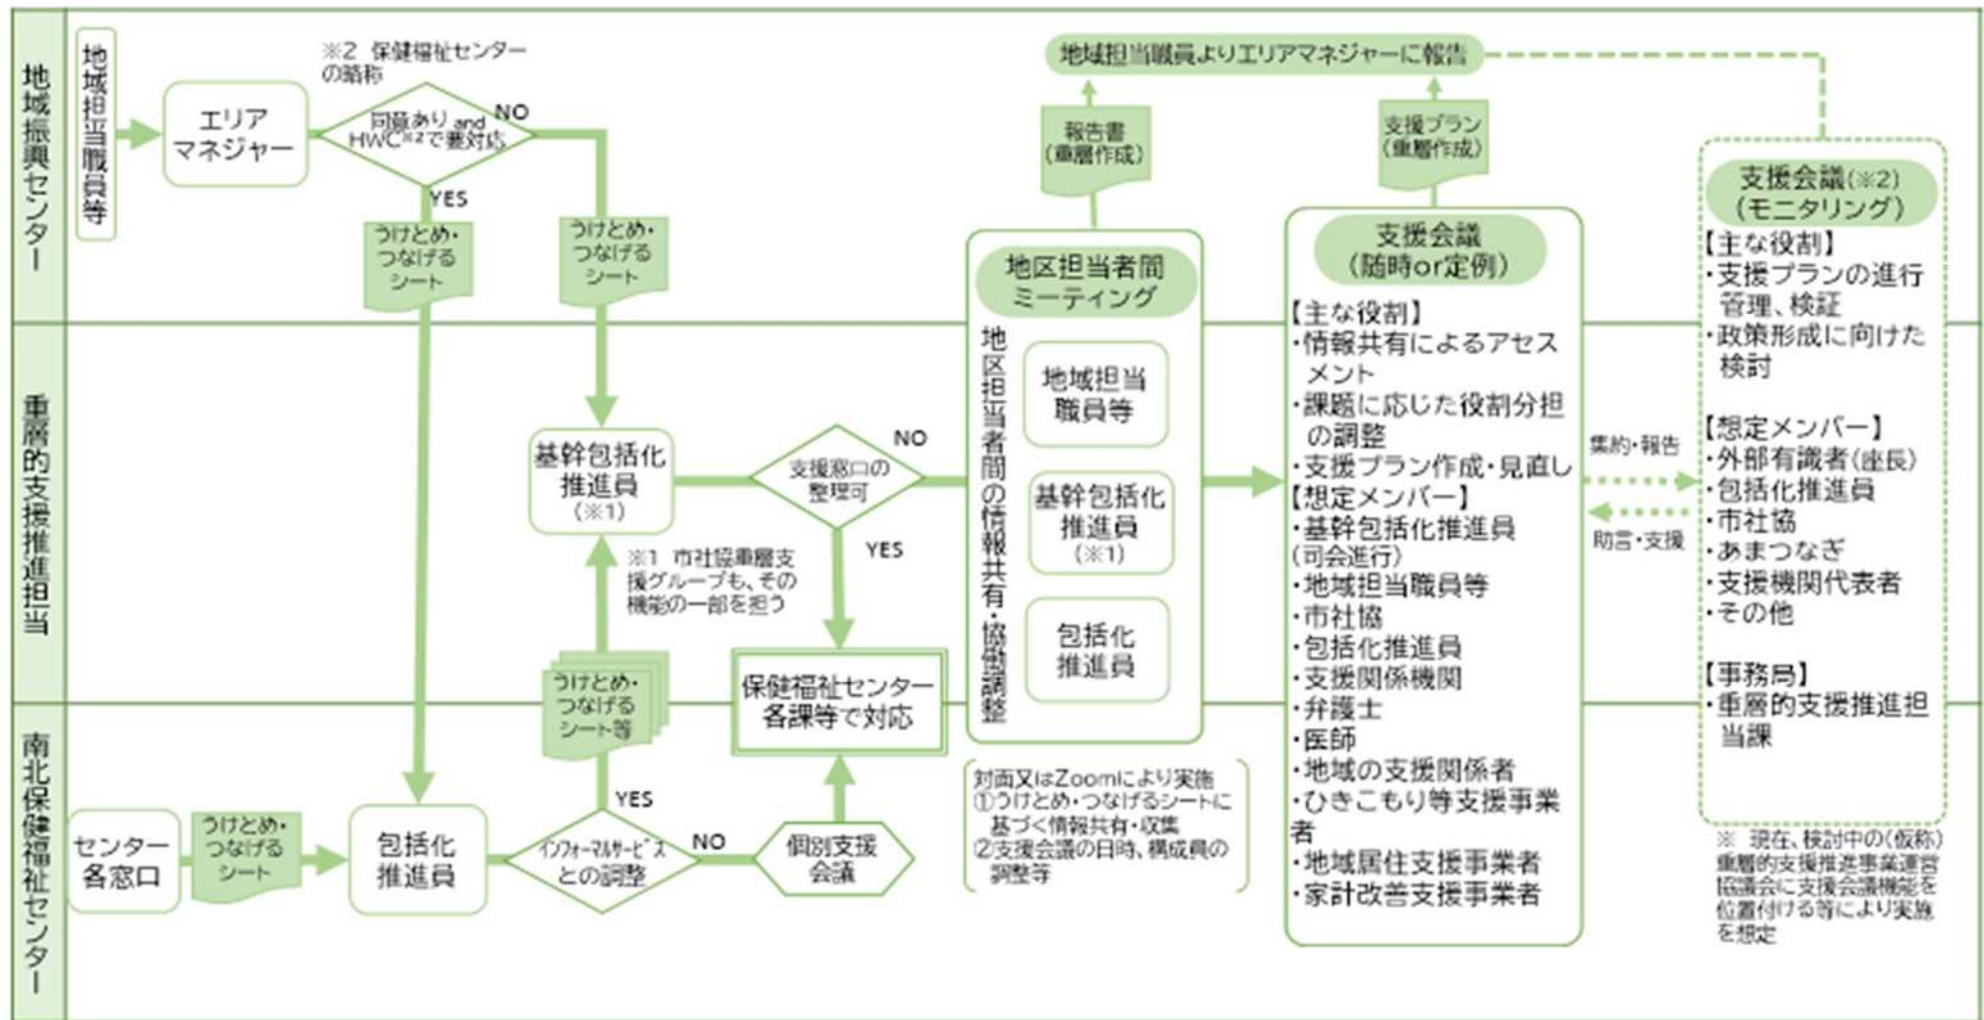 地域振興センター
地域担当職員等
エリア
マネジャー
※2 保健福祉センター
の略称
同意あり and
HWC※2で要対応
NO
YES
うけとめ・
つなげる
シート
うけとめ・
つなげる
シート
地域担当職員よりエリアマネジャーに報告
報告書
(重層作成)
支援プラン
(重層作成)
重層的支援推進担当
基幹包括化
推進員
(※1)
※1 市社協重層支
援グループも、その
機能の一部を担う
支援窓口の
整理可
NO
YES
うけとめ・
つなげる
シート等
保健福祉センター
各課等で対応
南北保健福祉センター
センター
各窓口
うけとめ・
つなげる
シート
包括化
推進員
インフォーマルサービス
との調整
YES
NO
個別支援
会議
地区担当者間
ミーティング
地区担当者間の情報共有・協働調整
地域担当
職員等
基幹包括化
推進員
(※1)
包括化
推進員
対面又はZoomにより実施
①うけとめ・つなげるシートに
基づく情報共有・収集
②支援会議の日時、構成員の
調整等
支援会議
(随時or定例)
【主な役割】
・情報共有によるアセス
メント
・課題に応じた役割分担
の調整
・支援プラン作成・見直し
【想定メンバー】
・基幹包括化推進員
(司会進行)
・地域担当職員等
・市社協
・包括化推進員
・支援関係機関
・弁護士
・医師
・地域の支援関係者
・ひきこもり等支援事業
者
・地域居住支援事業者
・家計改善支援事業者
集約・報告
助言・支援
支援会議(※2)
(モニタリング)
【主な役割】
・支援プランの進行
管理、検証
・政策形成に向けた
検討
【想定メンバー】
・外部有識者(座長)
・包括化推進員
・市社協
・あまつなぎ
・支援機関代表者
・その他
【事務局】
・重層的支援推進担
当課
※ 現在、検討中の(仮称)
重層的支援推進事業運営
協議会に支援会議機能を
位置付ける等により実施
を想定